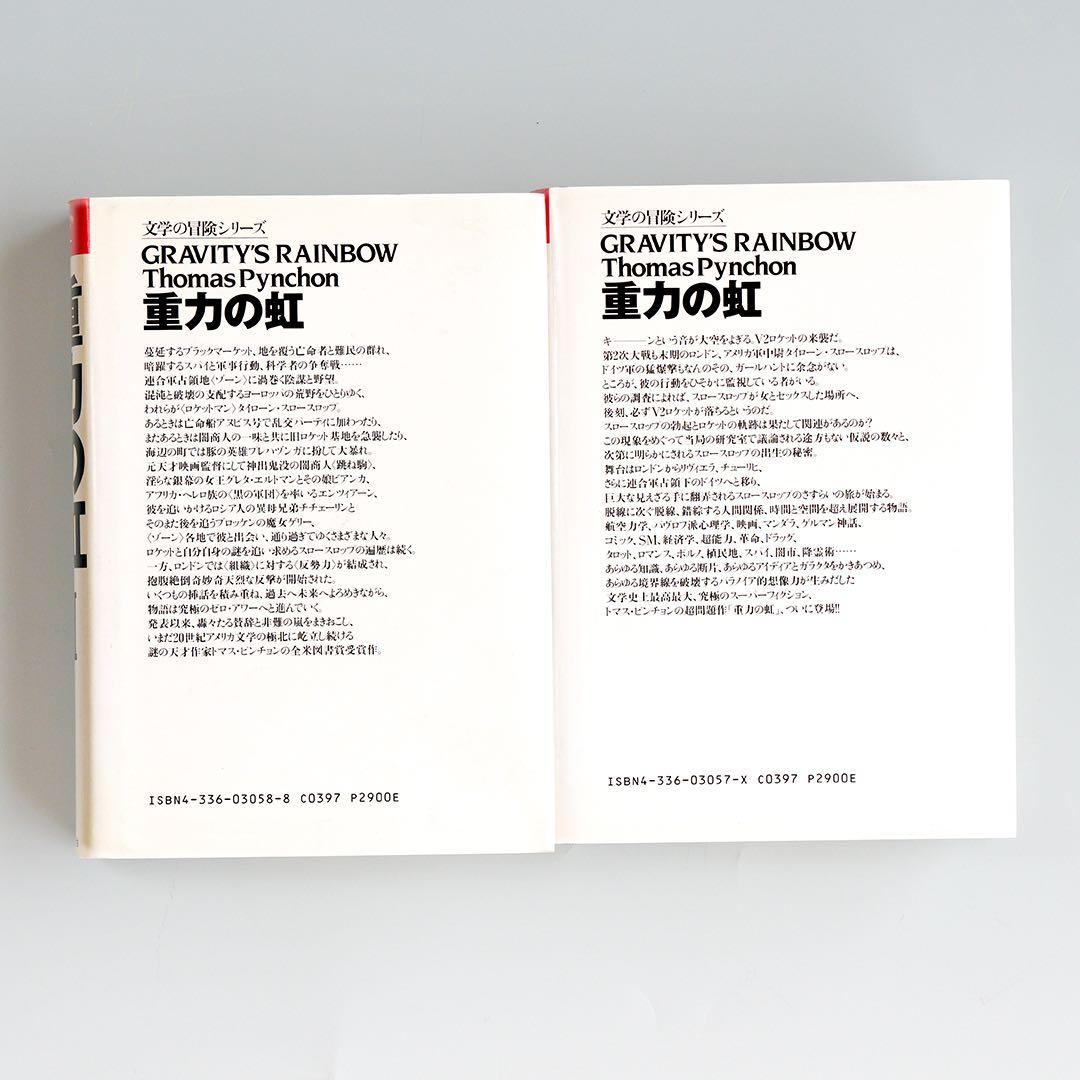 文学の冒険シリーズ
GRAVITY'S RAINBOW
Thomas Pynchon
重力の虹
蔓延するブラックマーケット、地を覆う亡命者と難民の群れ、
暗躍するスパイと軍事行動、科学者の争奪戦……
連合軍占領地〈ゾーン〉に渦巻く陰謀と野望。
混沌と破壊の支配するヨーロッパの荒野をひとりゆく、
われらが〈ロケットマン〉タイローン・スロースロップ。
あるときは亡命船アヌビス号で乱交パーティに加わったり、
またあるときは闇商人の一味と共に旧ロケット基地を急襲したり、
海辺の町では豚の英雄プレハズンガに扮して大暴れ。
元天才映画監督にして神出鬼没の闇商人〈跳ね駒〉、
淫らな銀幕の女王グレタ・エルトマンとその娘ビアンカ、
アフリカ・ヘレロ族の〈黒の軍団〉を率いるエンツィアーン、
彼を追いかけるロシア人の異母兄弟チチェーリンと
そのまた後を追うブロッケンの魔女ゲリー、
〈ゾーン〉各地で彼と出会い、通り過ぎてゆくさまざまな人々。
ロケットと自分自身の謎を追い求めるスロースロップの遍歴は続く。
一方、ロンドンでは〈組織〉に対する〈反勢力〉が結成され、
抱腹絶倒奇妙奇天烈な反撃が開始された。
いくつもの挿話を積み重ね、過去へ未来へよろめきながら、
物語は究極のゼロ・アワーへと進んでいく。
発表以来、轟々たる賛辞と非難の嵐をまきおこし、
いまだ20世紀アメリカ文学の極北に屹立し続ける
謎の天才作家トマス・ピンチョンの全米図書賞受賞作。
ISBN4-336-03058-8 C0397 P2900E
文学の冒険シリーズ
GRAVITY'S RAINBOW
Thomas Pynchon
重力の虹
キ―――ンという音が大空をよぎる。V2ロケットの来襲だ。
第2次大戦も末期のロンドン、アメリカ軍中尉タイローン・スロースロップは、
ドイツ軍の猛爆撃もなんのその、ガールハントに余念がない。
ところが、彼の行動をひそかに監視している者がいる。
彼らの調査によれば、スロースロップが女とセックスした場所へ、
後刻、必ずV2ロケットが落ちるというのだ。
スロースロップの勃起とロケットの軌跡は果たして関連があるのか?
この現象をめぐって当局の研究室で議論される途方もない仮説の数々と、
次第に明らかにされるスロースロップの出生の秘密。
舞台はロンドンからリヴィエラ、チューリヒ、
さらに連合軍占領下のドイツへと移り、
巨大な見えざる手に翻弄されるスロースロップのさすらいの旅が始まる。
脱線に次ぐ脱線、錯綜する人間関係、時間と空間を超え展開する物語。
航空力学、パヴロフ派心理学、映画、マンダラ、ゲルマン神話、
コミック、SM、経済学、超能力、革命、ドラッグ、
タロット、ロマンス、ポルノ、植民地、スパイ、闇市、降霊術……
あらゆる知識、あらゆる断片、あらゆるアイディアとガラクタをかきあつめ、
あらゆる境界線を破壊するパラノイア的想像力が生みだした
文学史上最高最大、究極のスーパーフィクション、
トマス・ピンチョンの超問題作「重力の虹」、ついに登場!!
ISBN4-336-03057-X C0397 P2900E